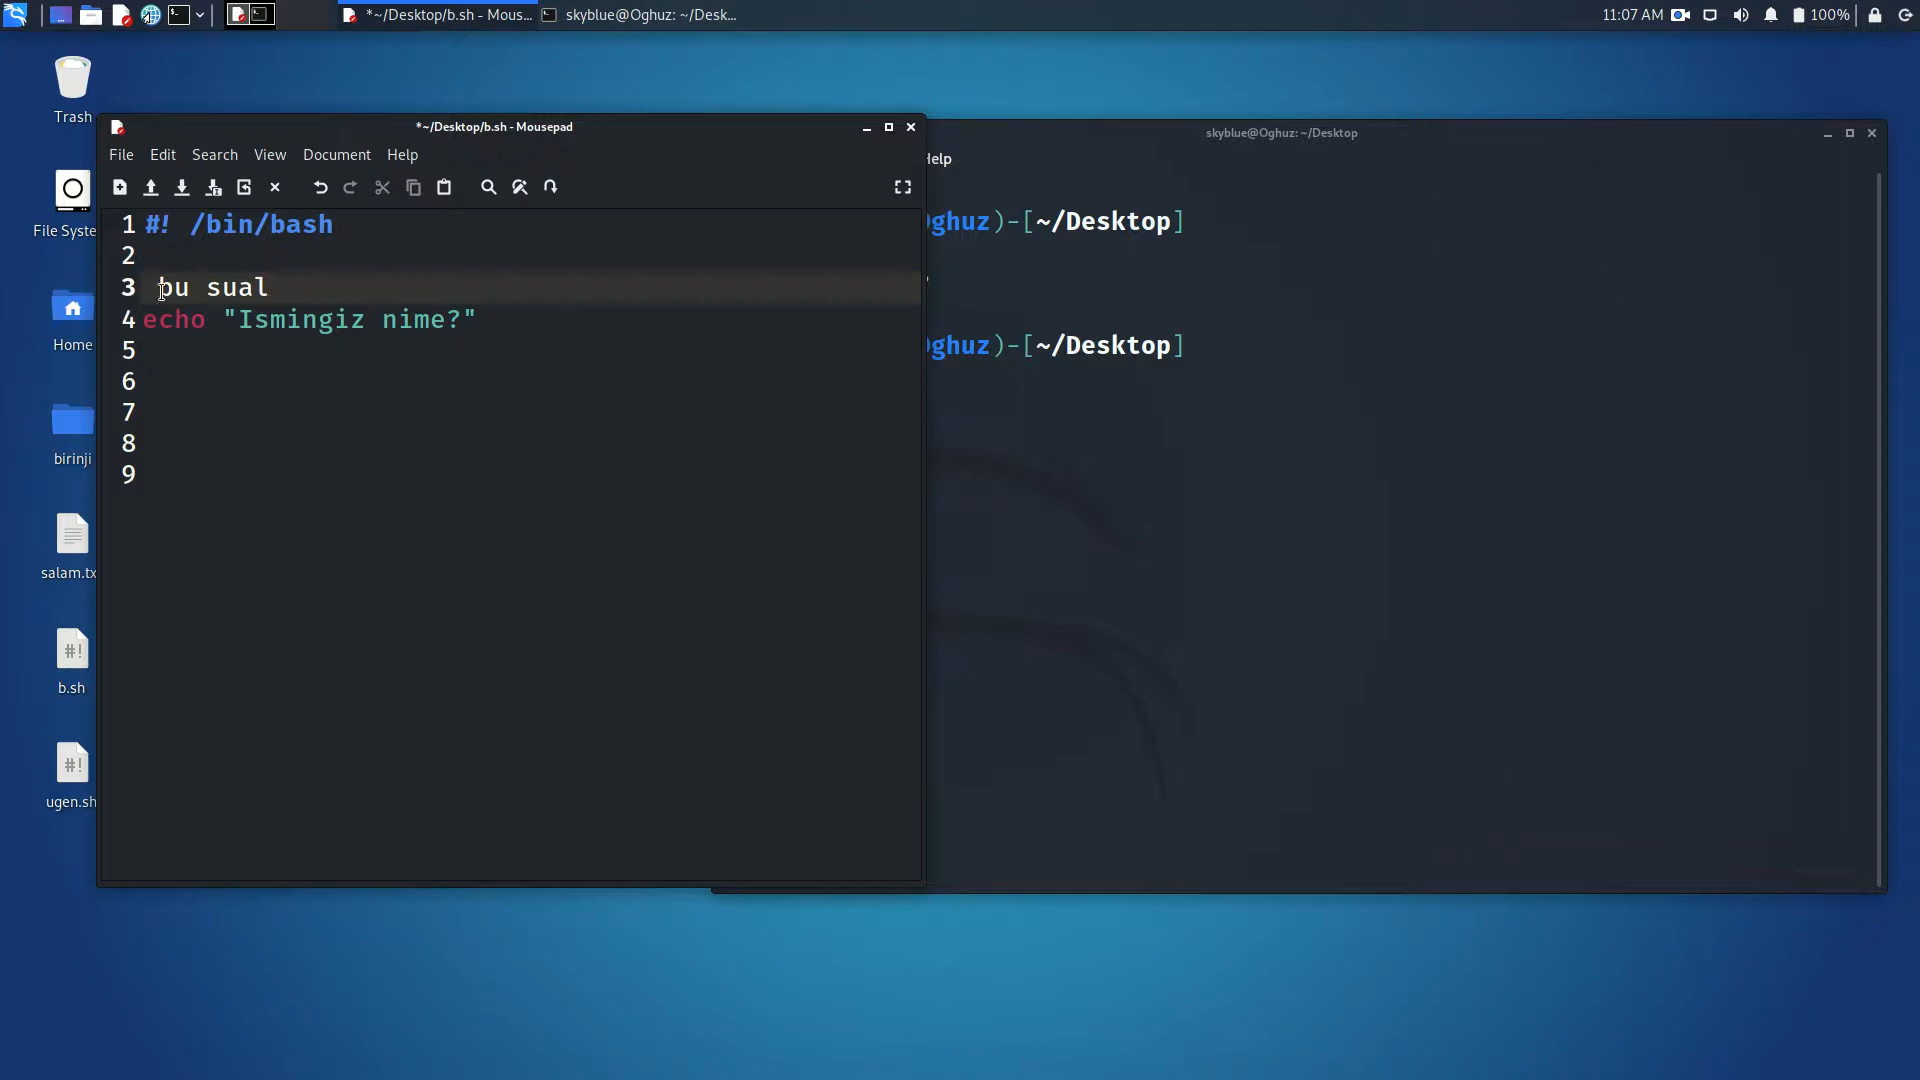 *~/Desktop/b.sh - Mous...
skyblue@Oghuz: ~/Desk...
11:07 AM
100%
Trash
File Syste
Home
birinji
salam.tx
b.sh
ugen.sh
*~/Desktop/b.sh - Mousepad
File Edit Search View Document Help
1 #! /bin/bash
2
3 bu sual
4 echo "Ismingiz nime?"
5
6
7
8
9
skyblue@Oghuz: ~/Desktop
Help
ghuz)-[~/Desktop]
ghuz)-[~/Desktop]